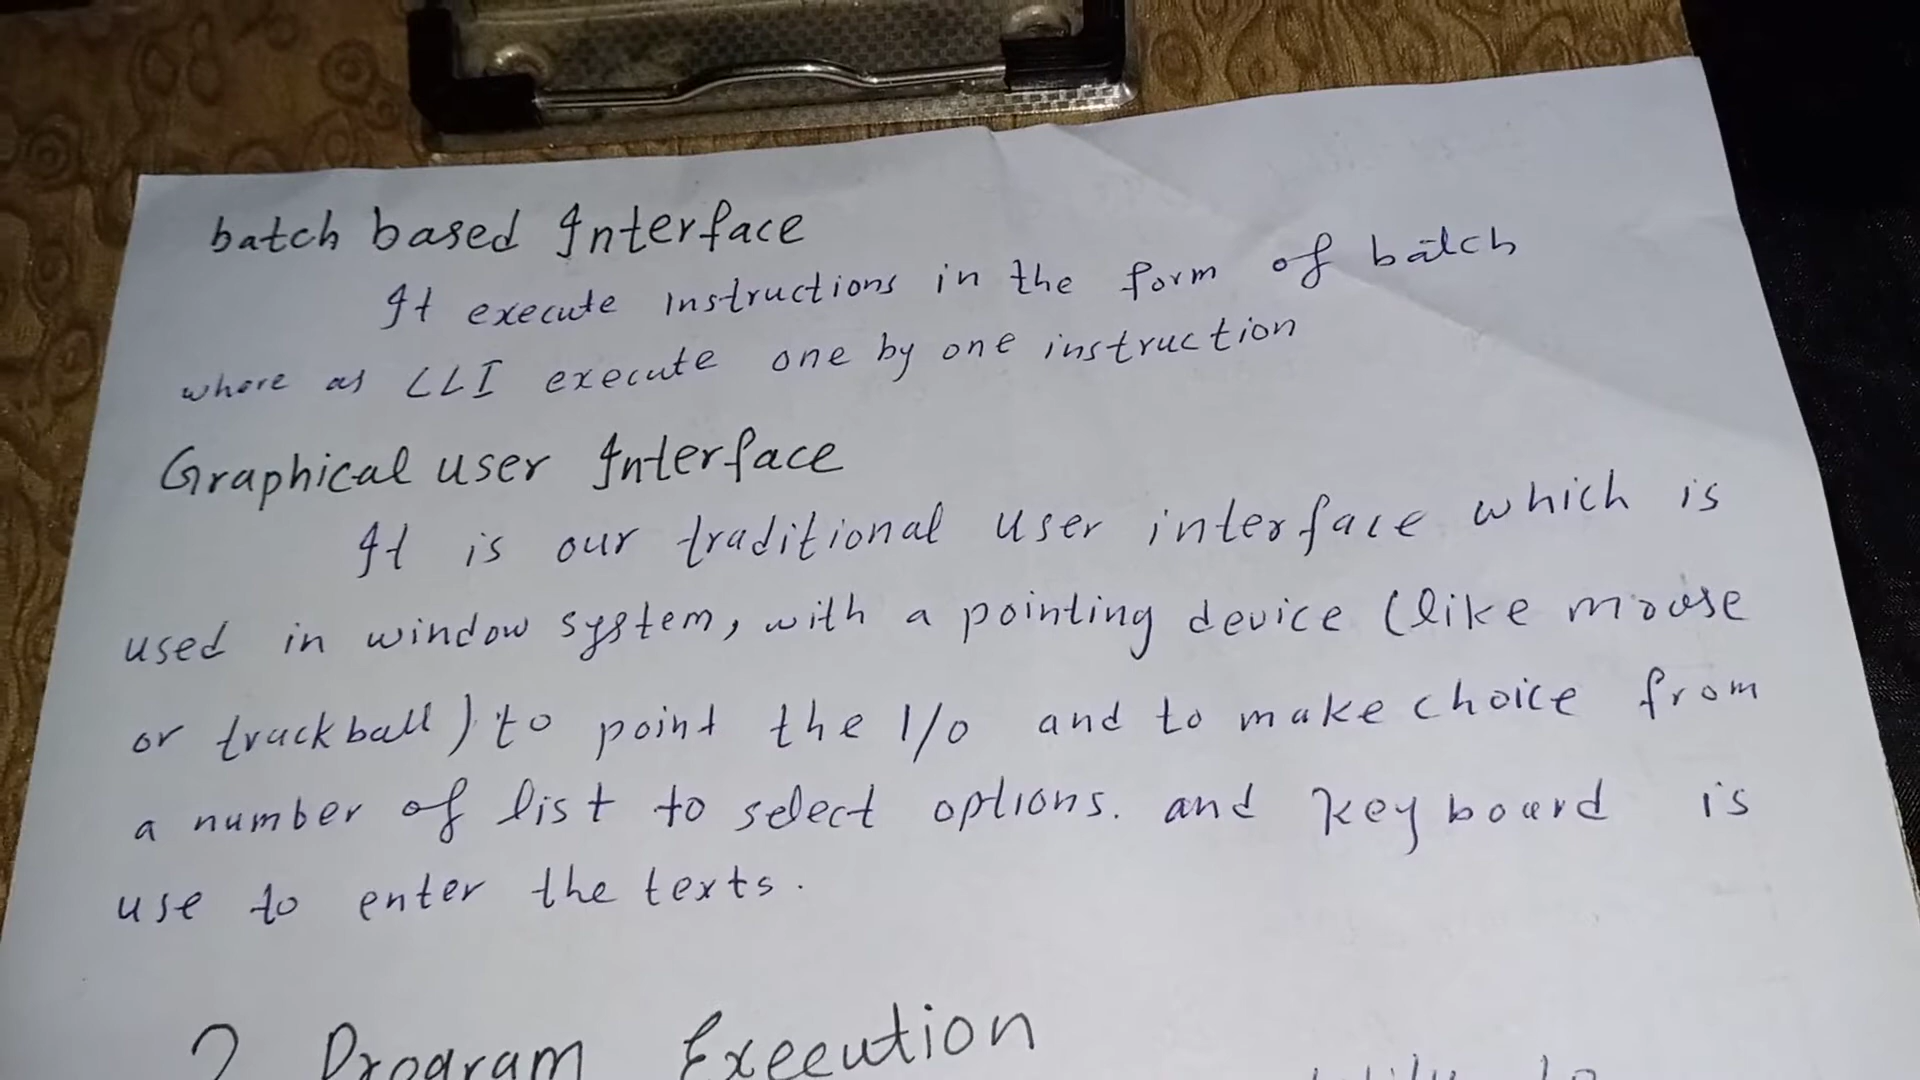 batch based Interface
It execute instructions in the form of batch
where as CLI execute one by one instruction
Graphical user Interface
It is our traditional user interface which is
used in window system, with a pointing device (like mouse
or trackball) to point the I/O and to make choice from
a number of list to select options. and keyboard is
use to enter the texts.
2 Program Execution